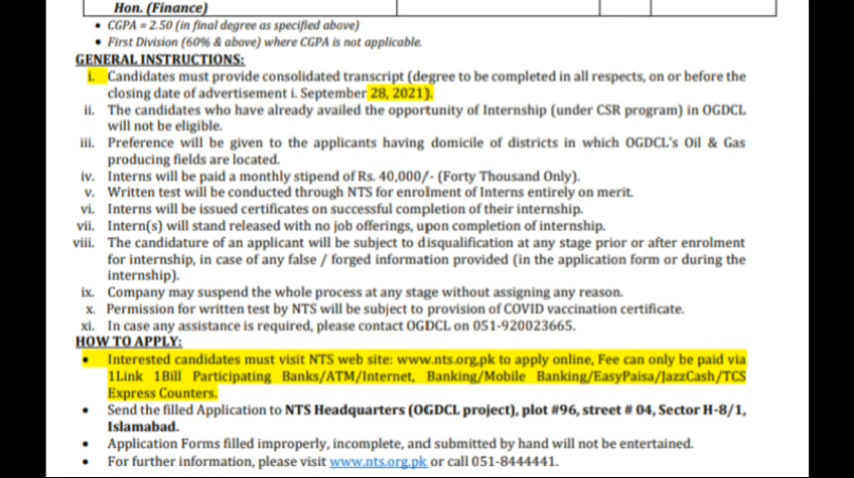 Hon. (Finance)
• CGPA = 2.50 (in final degree as specified above)
• First Division (60% & above) where CGPA is not applicable.
GENERAL INSTRUCTIONS:
i. Candidates must provide consolidated transcript (degree to be completed in all respects, on or before the
closing date of advertisement i. September 28, 2021).
ii. The candidates who have already availed the opportunity of Internship (under CSR program) in OGDCL
will not be eligible.
iii. Preference will be given to the applicants having domicile of districts in which OGDCL's Oil & Gas
producing fields are located.
iv. Interns will be paid a monthly stipend of Rs. 40,000/- (Forty Thousand Only).
v. Written test will be conducted through NTS for enrolment of Interns entirely on merit.
vi. Interns will be issued certificates on successful completion of their internship.
vii. Intern(s) will stand released with no job offerings, upon completion of internship.
viii. The candidature of an applicant will be subject to disqualification at any stage prior or after enrolment
for internship, in case of any false / forged information provided (in the application form or during the
internship).
ix. Company may suspend the whole process at any stage without assigning any reason.
x. Permission for written test by NTS will be subject to provision of COVID vaccination certificate.
xi. In case any assistance is required, please contact OGDCL on 051-920023665.
HOW TO APPLY:
• Interested candidates must visit NTS web site: www.nts.org.pk to apply online, Fee can only be paid via
1Link 1Bill Participating Banks/ATM/Internet, Banking/Mobile Banking/EasyPaisa/JazzCash/TCS
Express Counters.
• Send the filled Application to NTS Headquarters (OGDCL project), plot #96, street # 04, Sector H-8/1,
Islamabad.
• Application Forms filled improperly, incomplete, and submitted by hand will not be entertained.
• For further information, please visit www.nts.org.pk or call 051-8444441.